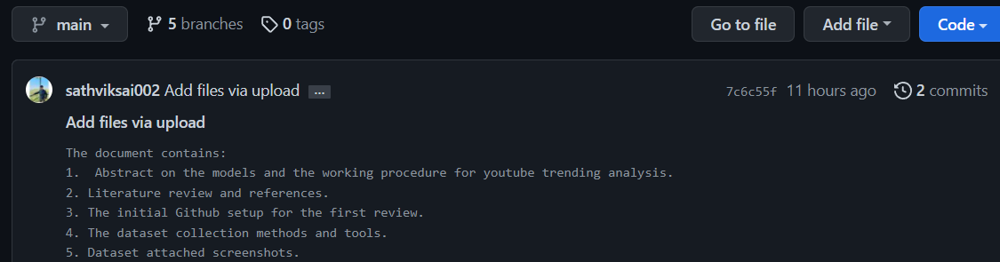 main 5 branches 0 tags Go to file Add file Code
sathviksai002 Add files via upload ... 7c6c55f 11 hours ago 2 commits
Add files via upload
The document contains:
1.  Abstract on the models and the working procedure for youtube trending analysis.
2. Literature review and references.
3. The initial Github setup for the first review.
4. The dataset collection methods and tools.
5. Dataset attached screenshots.